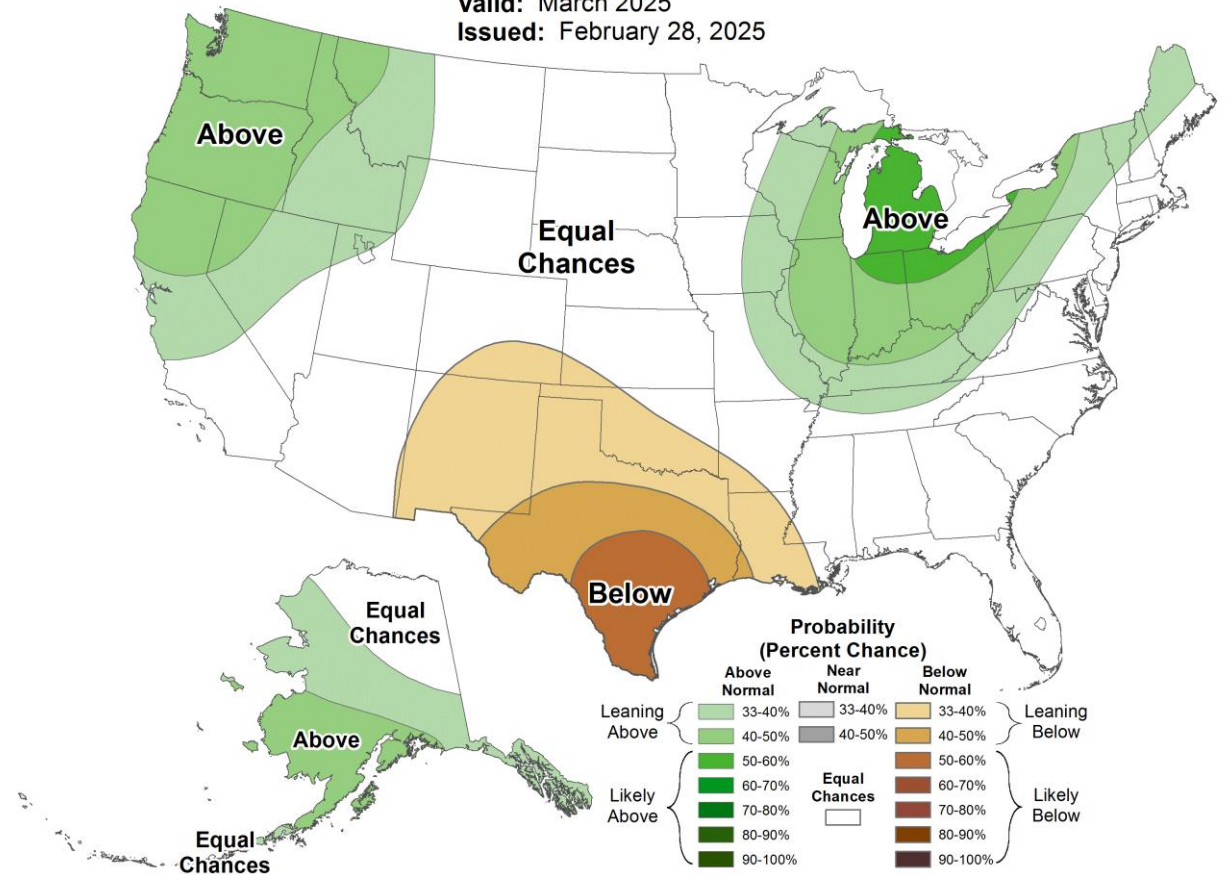 Valid: March 2025
Issued: February 28, 2025
Above
Equal
Chances
Above
Below
Equal
Chances
Above
Equal
Chances
Probability
(Percent Chance)
Above
Normal
Near
Normal
Below
Normal
Leaning
Above
33-40%
33-40%
33-40%
Leaning
Below
40-50%
40-50%
40-50%
Likely
Above
50-60%
50-60%
Likely
Below
60-70%
60-70%
Equal
Chances
70-80%
70-80%
80-90%
80-90%
90-100%
90-100%